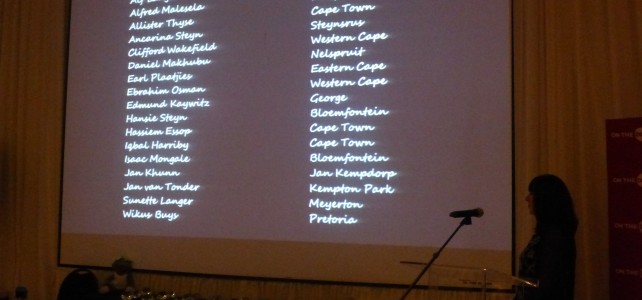 Alfred Malesela
Allister Thyse
Ancarina Steyn
Clifford Wakefield
Daniel Makhubu
Earl Plaatjies
Ebrahim Osman
Edmund Kaywitz
Hansie Steyn
Hassiem Essop
Iqbal Harriby
Isaac Mongale
Jan Khunn
Jan van Tonder
Sunette Langer
Wikus Buys
Cape Town
Steynsrus
Western Cape
Nelspruit
Eastern Cape
Western Cape
George
Bloemfontein
Cape Town
Cape Town
Bloemfontein
Jan Kempdorp
Kempton Park
Meyerton
Pretoria